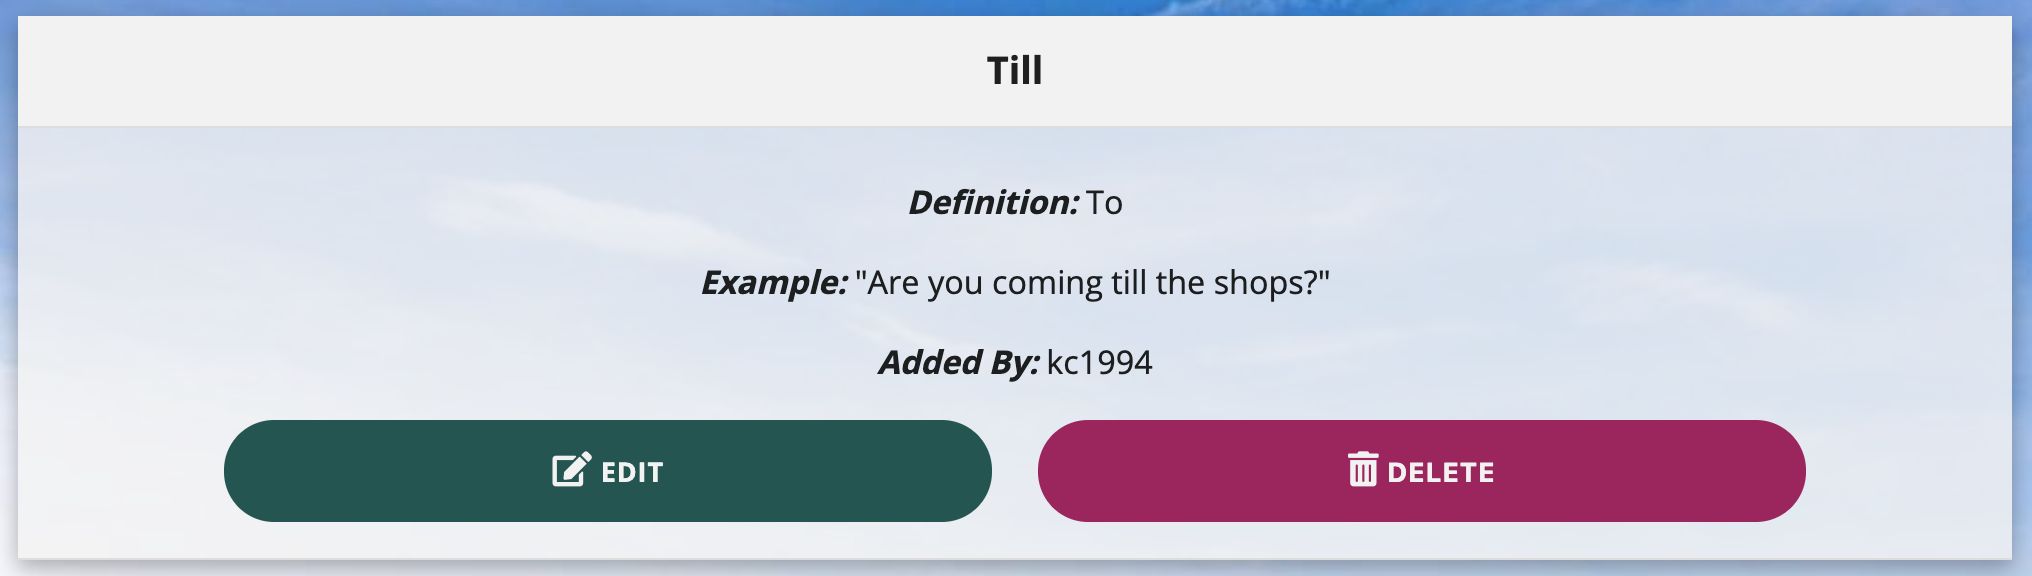 Till
Definition: To
Example: "Are you coming till the shops?"
Added By: kc1994
EDIT
DELETE